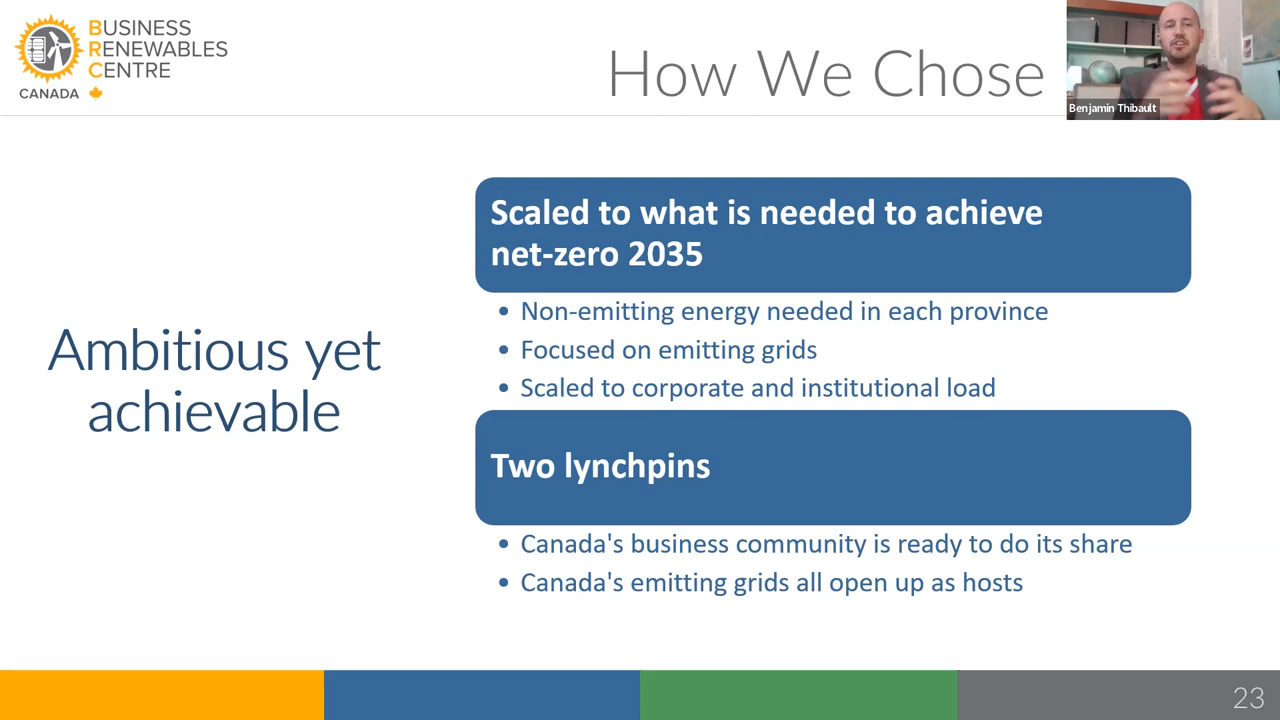 BUSINESS
RENEWABLES
CENTRE
CANADA
How We Chose
Benjamin Thibault
Ambitious yet
achievable
Scaled to what is needed to achieve
net-zero 2035
• Non-emitting energy needed in each province
• Focused on emitting grids
• Scaled to corporate and institutional load
Two lynchpins
• Canada's business community is ready to do its share
• Canada's emitting grids all open up as hosts
23